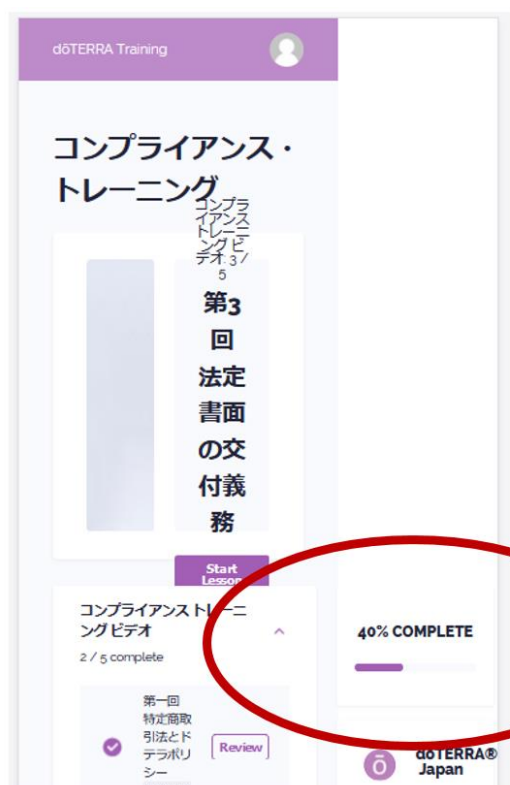 dōTERRA Training
コンプライアンス・
トレーニング
コンプラ
イアンス
トレーニ
ング ビ
デオ: 3 /
5
第3
回
法定
書面
の交
付義
務
Start
Lesson
コンプライアンス トレーニ
ング ビデオ
2 / 5 complete
40% COMPLETE
第一回
特定商取
引法とド
テラポリ
シー
Review
dōTERRA®
Japan